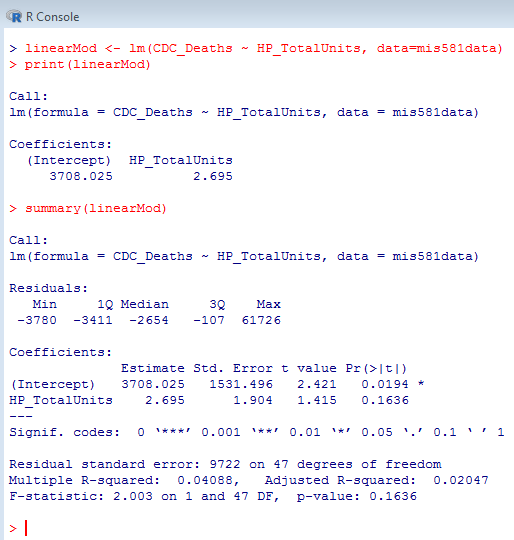 R Console
> linearMod <- lm(CDC_Deaths ~ HP_TotalUnits, data=mis581data)
> print(linearMod)
Call:
lm(formula = CDC_Deaths ~ HP_TotalUnits, data = mis581data)
Coefficients:
(Intercept) HP_TotalUnits
3708.025 2.695
> summary(linearMod)
Call:
lm(formula = CDC_Deaths ~ HP_TotalUnits, data = mis581data)
Residuals:
Min 1Q Median 3Q Max
-3780 -3411 -2654 -107 61726
Coefficients:
Estimate Std. Error t value Pr(>|t|)
(Intercept) 3708.025 1531.496 2.421 0.0194 *
HP_TotalUnits 2.695 1.904 1.415 0.1636
---
Signif. codes: 0 ‘***’ 0.001 ‘**’ 0.01 ‘*’ 0.05 ‘.’ 0.1 ‘ ’ 1
Residual standard error: 9722 on 47 degrees of freedom
Multiple R-squared: 0.04088, Adjusted R-squared: 0.02047
F-statistic: 2.003 on 1 and 47 DF, p-value: 0.1636
>